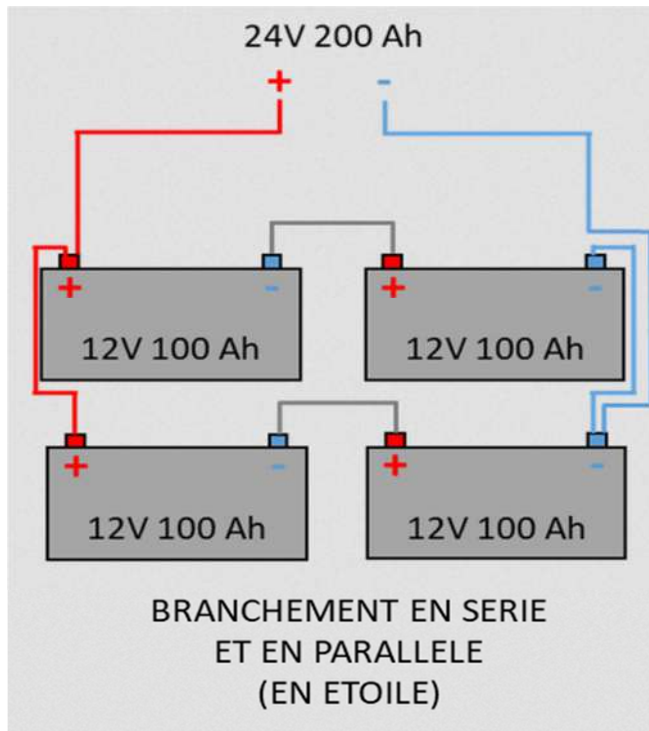 24V 200 Ah
+ -
+ - + -
12V 100 Ah 12V 100 Ah
+ - + -
12V 100 Ah 12V 100 Ah
BRANCHEMENT EN SERIE
ET EN PARALLELE
(EN ETOILE)